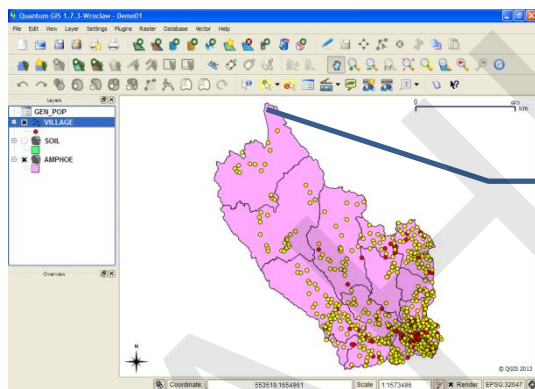 Quantum GIS 1.7.3-Wroclaw - Demo01
File Edit View Layer Settings Plugins Raster Database Vector Help
Layers
GEN_POP
VILLAGE
SOIL
AMPHOE
Overview
0
km
N
© QGIS 2013
Coordinate: 553519,1654961 Scale 1:1573496 Render EPSG:32647